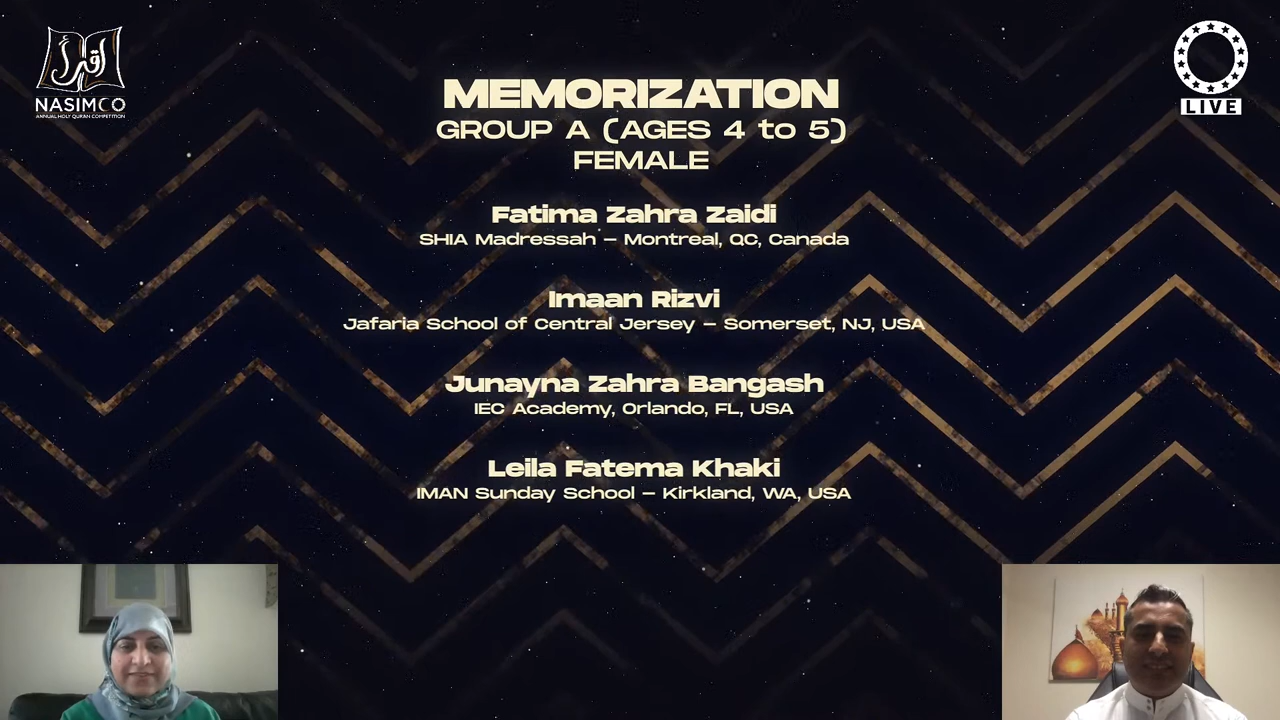 اقرأ
NASIMCO
ANNUAL HOLY QURAN COMPETITION
LIVE
MEMORIZATION
GROUP A (AGES 4 to 5)
FEMALE
Fatima Zahra Zaidi
SHIA Madressah – Montreal, QC, Canada
Imaan Rizvi
Jafaria School of Central Jersey – Somerset, NJ, USA
Junayna Zahra Bangash
IEC Academy, Orlando, FL, USA
Leila Fatema Khaki
IMAN Sunday School – Kirkland, WA, USA